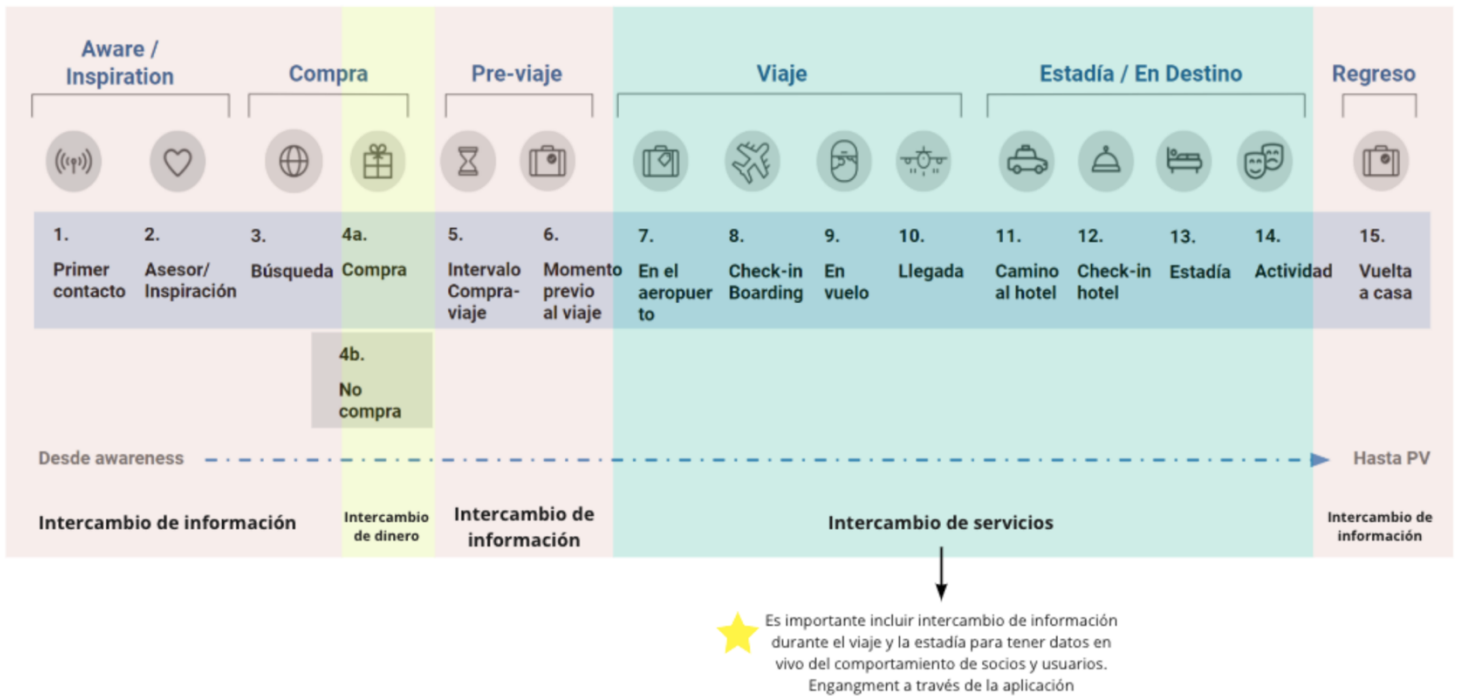 Aware /
Inspiration
Compra
Pre-viaje
Viaje
Estadía / En Destino
Regreso
1.
Primer
contacto
2.
Asesor/
Inspiración
3.
Búsqueda
4a.
Compra
5.
Intervalo
Compra-
viaje
6.
Momento
previo
al viaje
7.
En el
aeropuer
to
8.
Check-in
Boarding
9.
En
vuelo
10.
Llegada
11.
Camino
al hotel
12.
Check-in
hotel
13.
Estadía
14.
Actividad
15.
Vuelta
a casa
4b.
No
compra
Desde awareness
Hasta PV
Intercambio de información
Intercambio
de dinero
Intercambio de
información
Intercambio de servicios
Intercambio de
información
Es importante incluir intercambio de información
durante el viaje y la estadía para tener datos en
vivo del comportamiento de socios y usuarios.
Engangment a través de la aplicación